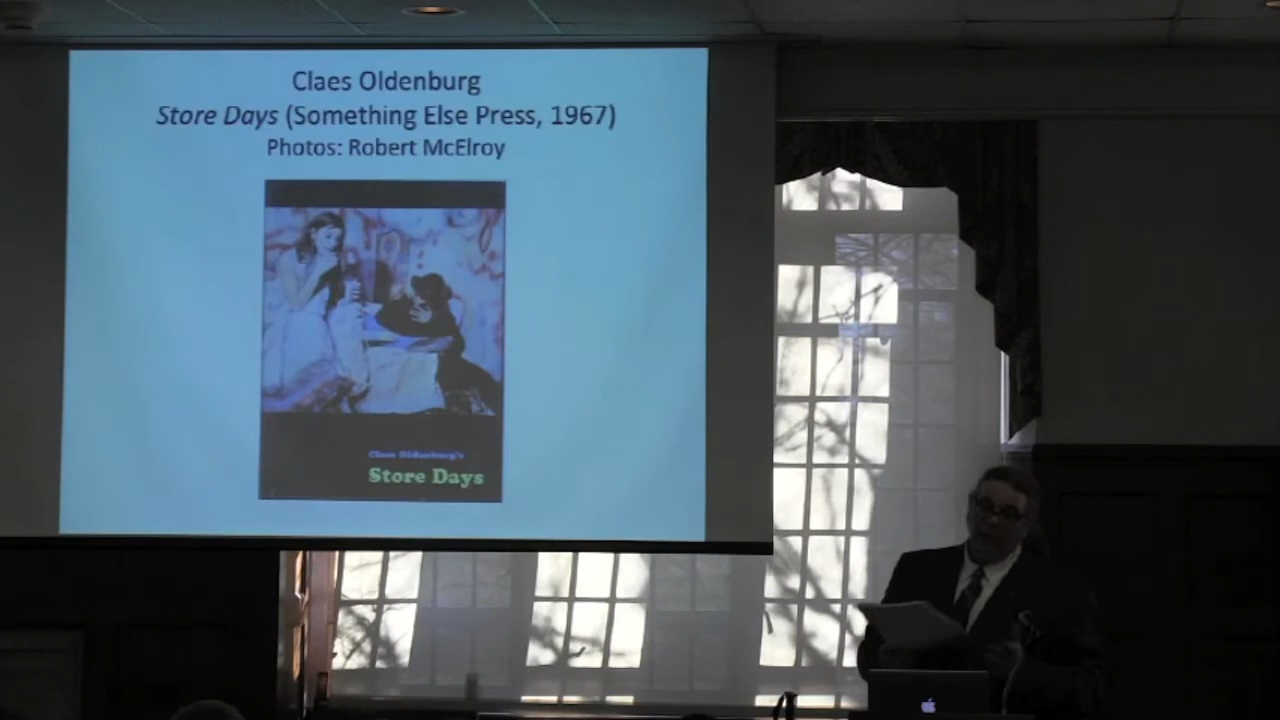 Claes Oldenburg
Store Days (Something Else Press, 1967)
Photos: Robert McElroy
Claes Oldenburg's
Store Days